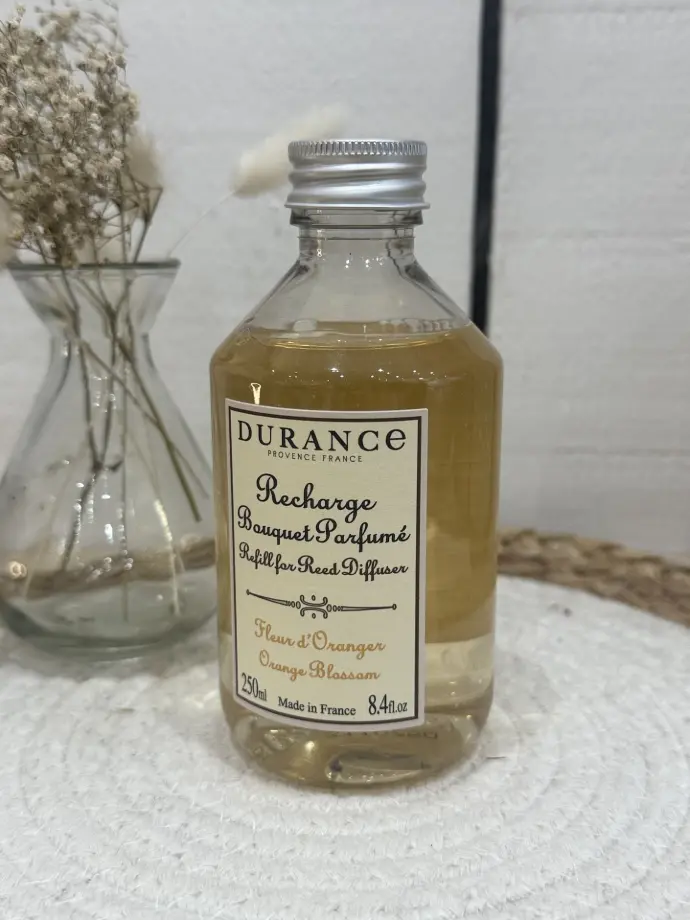 DURANCE
PROVENCE FRANCE
Recharge
Bouquet Parfumé
Refill for Reed Diffuser
Fleur d'Oranger
Orange Blossom
250ml Made in France 8.4fl.oz